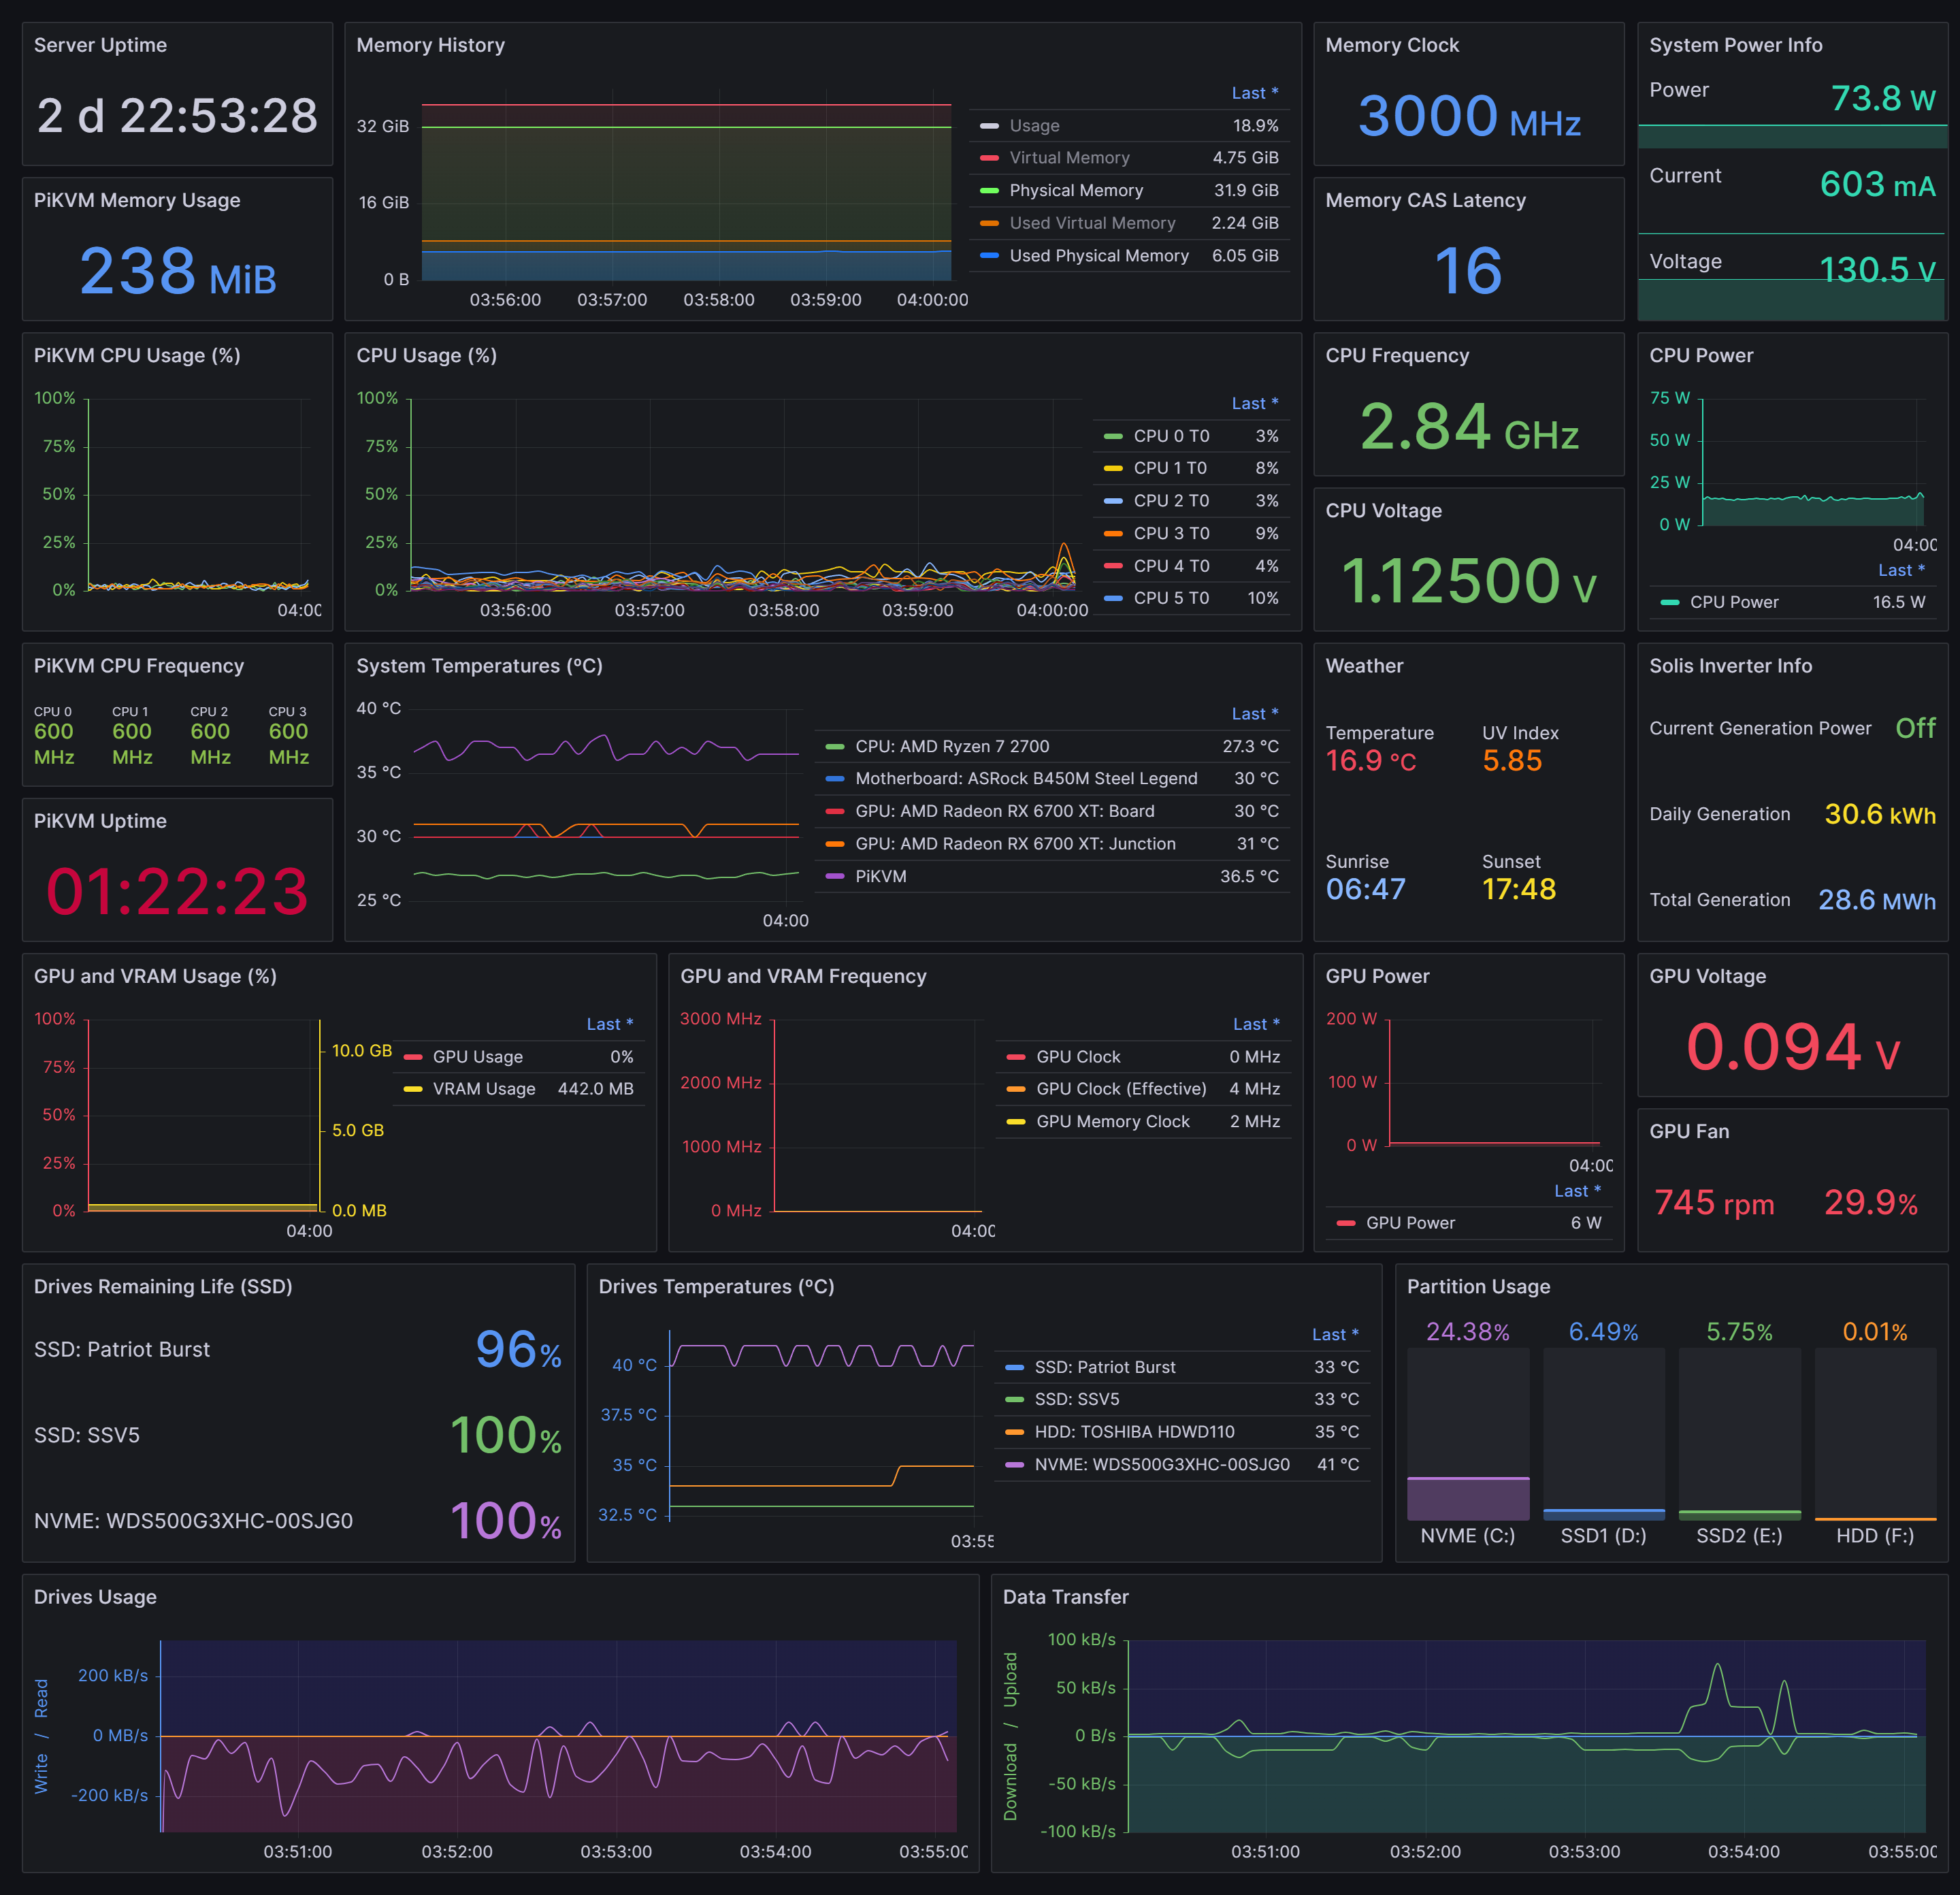 Server Uptime
2 d 22:53:28
Memory History
32 GiB
16 GiB
0 B
03:56:00 03:57:00 03:58:00 03:59:00 04:00:00
Last *
Usage 18.9%
Virtual Memory 4.75 GiB
Physical Memory 31.9 GiB
Used Virtual Memory 2.24 GiB
Used Physical Memory 6.05 GiB
Memory Clock
3000 MHz
System Power Info
Power 73.8 W
Current 603 mA
Voltage 130.5 V
PiKVM Memory Usage
238 MiB
Memory CAS Latency
16
PiKVM CPU Usage (%)
100%
75%
50%
25%
0%
04:00
CPU Usage (%)
100%
75%
50%
25%
0%
03:56:00 03:57:00 03:58:00 03:59:00 04:00:00
Last *
CPU 0 T0 3%
CPU 1 T0 8%
CPU 2 T0 3%
CPU 3 T0 9%
CPU 4 T0 4%
CPU 5 T0 10%
CPU Frequency
2.84 GHz
CPU Voltage
1.12500 V
CPU Power
75 W
50 W
25 W
0 W
04:00
Last *
CPU Power 16.5 W
PiKVM CPU Frequency
CPU 0 CPU 1 CPU 2 CPU 3
600 600 600 600
MHz MHz MHz MHz
PiKVM Uptime
01:22:23
System Temperatures (ºC)
40 °C
35 °C
30 °C
25 °C
04:00
Last *
CPU: AMD Ryzen 7 2700 27.3 °C
Motherboard: ASRock B450M Steel Legend 30 °C
GPU: AMD Radeon RX 6700 XT: Board 30 °C
GPU: AMD Radeon RX 6700 XT: Junction 31 °C
PiKVM 36.5 °C
Weather
Temperature UV Index
16.9 °C 5.85
Sunrise Sunset
06:47 17:48
Solis Inverter Info
Current Generation Power Off
Daily Generation 30.6 kWh
Total Generation 28.6 MWh
GPU and VRAM Usage (%)
100%
75%
50%
25%
0%
10.0 GB
5.0 GB
0.0 MB
04:00
Last *
GPU Usage 0%
VRAM Usage 442.0 MB
GPU and VRAM Frequency
3000 MHz
2000 MHz
1000 MHz
0 MHz
04:00
Last *
GPU Clock 0 MHz
GPU Clock (Effective) 4 MHz
GPU Memory Clock 2 MHz
GPU Power
200 W
100 W
0 W
04:00
Last *
GPU Power 6 W
GPU Voltage
0.094 V
GPU Fan
745 rpm 29.9%
Drives Remaining Life (SSD)
SSD: Patriot Burst 96%
SSD: SSV5 100%
NVME: WDS500G3XHC-00SJG0 100%
Drives Temperatures (ºC)
40 °C
37.5 °C
35 °C
32.5 °C
03:55
Last *
SSD: Patriot Burst 33 °C
SSD: SSV5 33 °C
HDD: TOSHIBA HDWD110 35 °C
NVME: WDS500G3XHC-00SJG0 41 °C
Partition Usage
24.38% 6.49% 5.75% 0.01%
NVME (C:) SSD1 (D:) SSD2 (E:) HDD (F:)
Drives Usage
Write / Read
200 kB/s
0 MB/s
-200 kB/s
03:51:00 03:52:00 03:53:00 03:54:00 03:55:00
Data Transfer
Download / Upload
100 kB/s
50 kB/s
0 B/s
-50 kB/s
-100 kB/s
03:51:00 03:52:00 03:53:00 03:54:00 03:55:00